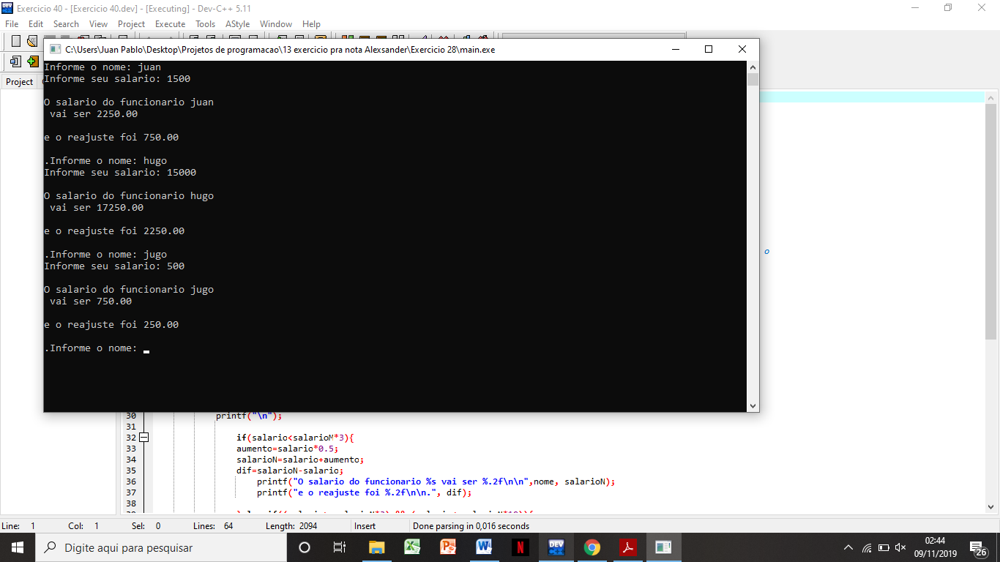 Exercicio 40 - [Exercicio 40.dev] - [Executing] - Dev-C++ 5.11
File Edit Search View Project Execute Tools AStyle Window Help
C:\Users\Juan Pablo\Desktop\Projetos de programacao\13 exercicio pra nota Alexsander\Exercicio 28\main.exe
Project
Informe o nome: juan
Informe seu salario: 1500
O salario do funcionario juan
vai ser 2250.00
e o reajuste foi 750.00
.Informe o nome: hugo
Informe seu salario: 15000
O salario do funcionario hugo
vai ser 17250.00
e o reajuste foi 2250.00
.Informe o nome: jugo
Informe seu salario: 500
O salario do funcionario jugo
vai ser 750.00
e o reajuste foi 250.00
.Informe o nome:
o
30 printf("\n");
31
32 if(salario<salarioM*3){
33 aumento=salario*0.5;
34 salarioN=salario+aumento;
35 dif=salarioN-salario;
36 printf("O salario do funcionario %s vai ser %.2f\n\n",nome, salarioN);
37 printf("e o reajuste foi %.2f\n\n.", dif);
38
Line: 1 Col: 1 Sel: 0 Lines: 64 Length: 2094 Insert Done parsing in 0,016 seconds
Digite aqui para pesquisar
02:44
09/11/2019
26